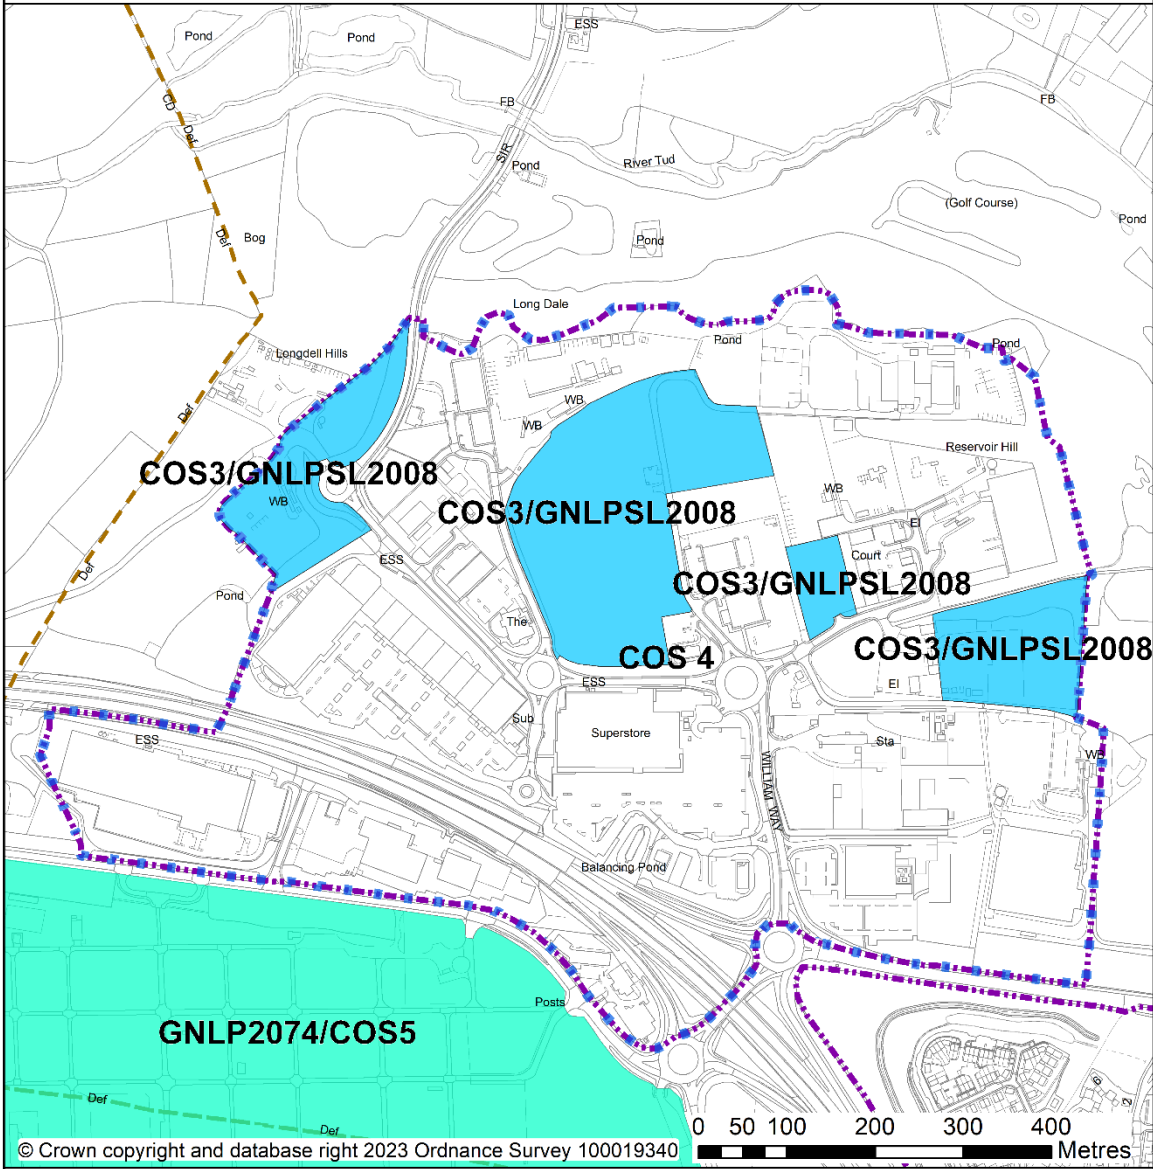 ESS
Pond
Pond
CD
Def
FB
FB
SIR
Pond
River Tud
(Golf Course)
Pond
Def
Bog
Pond
Long Dale
Pond
Pond
Longdell Hills
WB
WB
Def
Reservoir Hill
COS3/GNLPSL2008
WB
WB
COS3/GNLPSL2008
El
ESS
Court
Def
COS3/GNLPSL2008
Pond
The
COS 4
COS3/GNLPSL2008
ESS
El
Sub
Superstore
ESS
Sta
WB
WILLIAM WAY
Balancing Pond
Posts
GNLP2074/COS5
6
2
Def
Def
© Crown copyright and database right 2023 Ordnance Survey 100019340
0 50 100 200 300 400
Metres